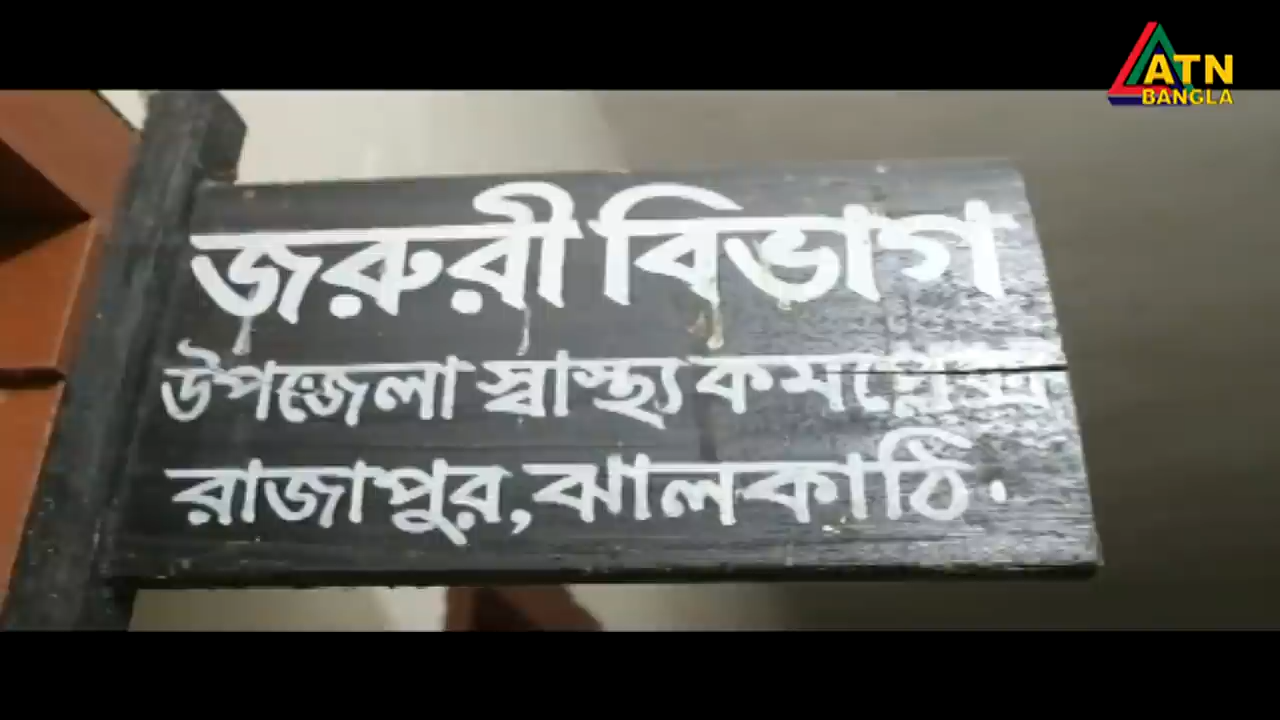 ATN
BANGLA
জরুরী বিভাগ
উপজেলা স্বাস্থ্য কমপ্লেক্স
রাজাপুর, ঝালকাঠি.